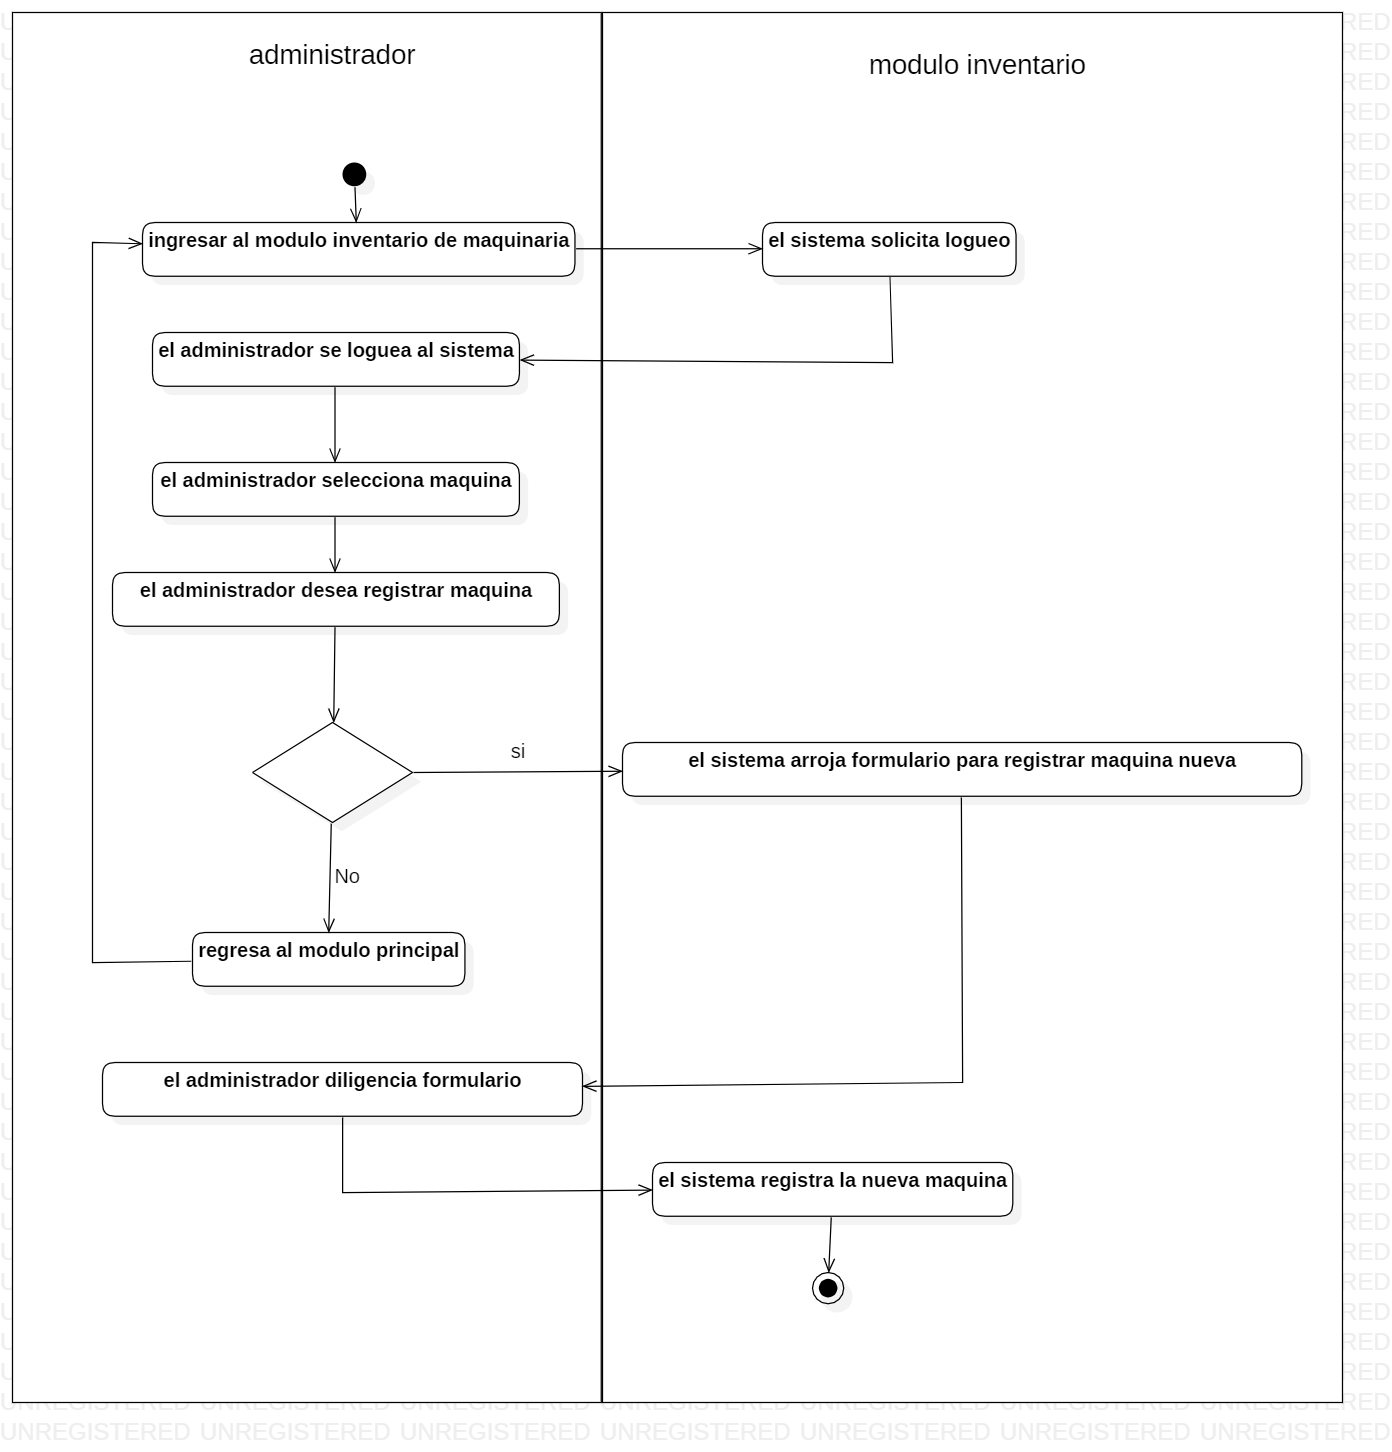 administrador
modulo inventario
ingresar al modulo inventario de maquinaria
el sistema solicita logueo
el administrador se loguea al sistema
el administrador selecciona maquina
el administrador desea registrar maquina
si
el sistema arroja formulario para registrar maquina nueva
No
regresa al modulo principal
el administrador diligencia formulario
el sistema registra la nueva maquina
UNREGISTERED UNREGISTERED UNREGISTERED UNREGISTERED UNREGISTERED UNREGISTERED UNREGISTERED